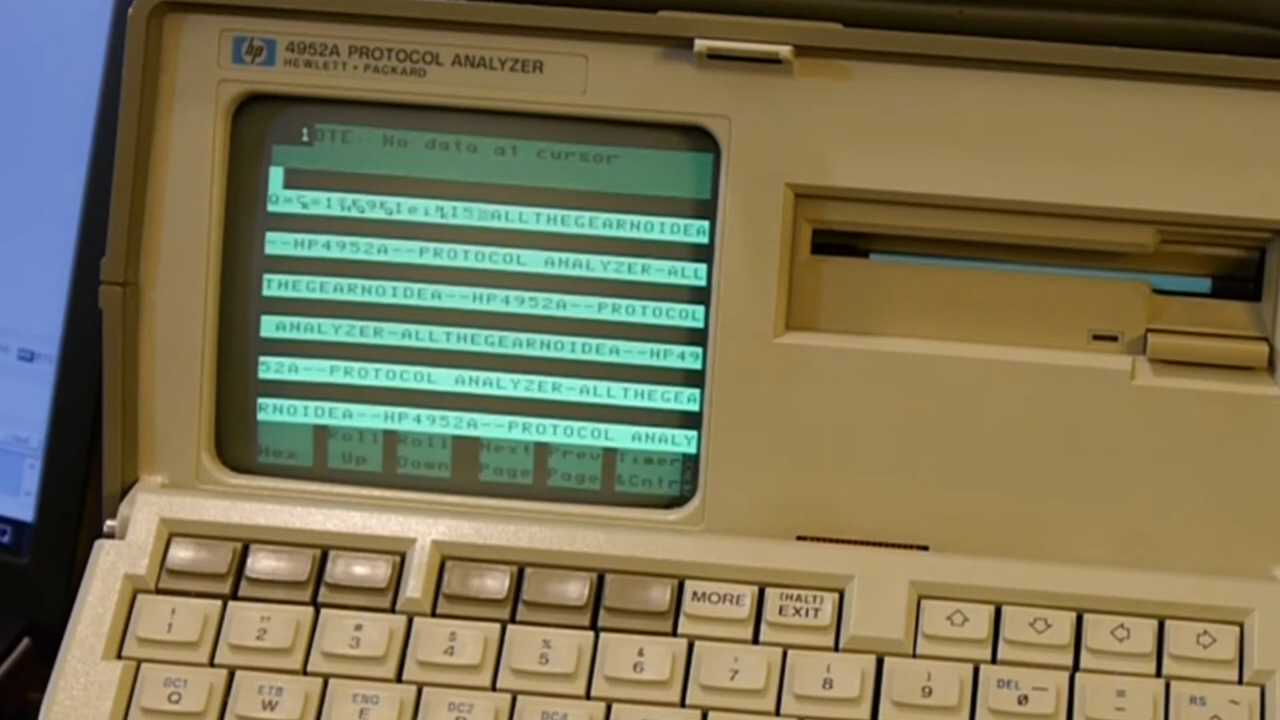 hp 4952A PROTOCOL ANALYZER
HEWLETT • PACKARD
1OTE No data at cursor
ALLTHEGEARNOIDEA
--HP4952A--PROTOCOL ANALYZER-ALL
THEGEARNOIDEA--HP4952A--PROTOCOL
ANALYZER-ALLTHEGEARNOIDEA--HP49
52A--PROTOCOL ANALYZER-ALLTHEGEA
RNOIDEA--HP4952A--PROTOCOL ANALY
Hex Roll Up Roll Down Next Page Prev Page Timer &Cntr
MORE (HALT) EXIT
! 1 " 2 # 3 $ 4 % 5 & 6 ' 7 ( 8 ) 9 DEL — 0 =
DC1 Q ETB W ENQ E DC2 DC4 RS ~